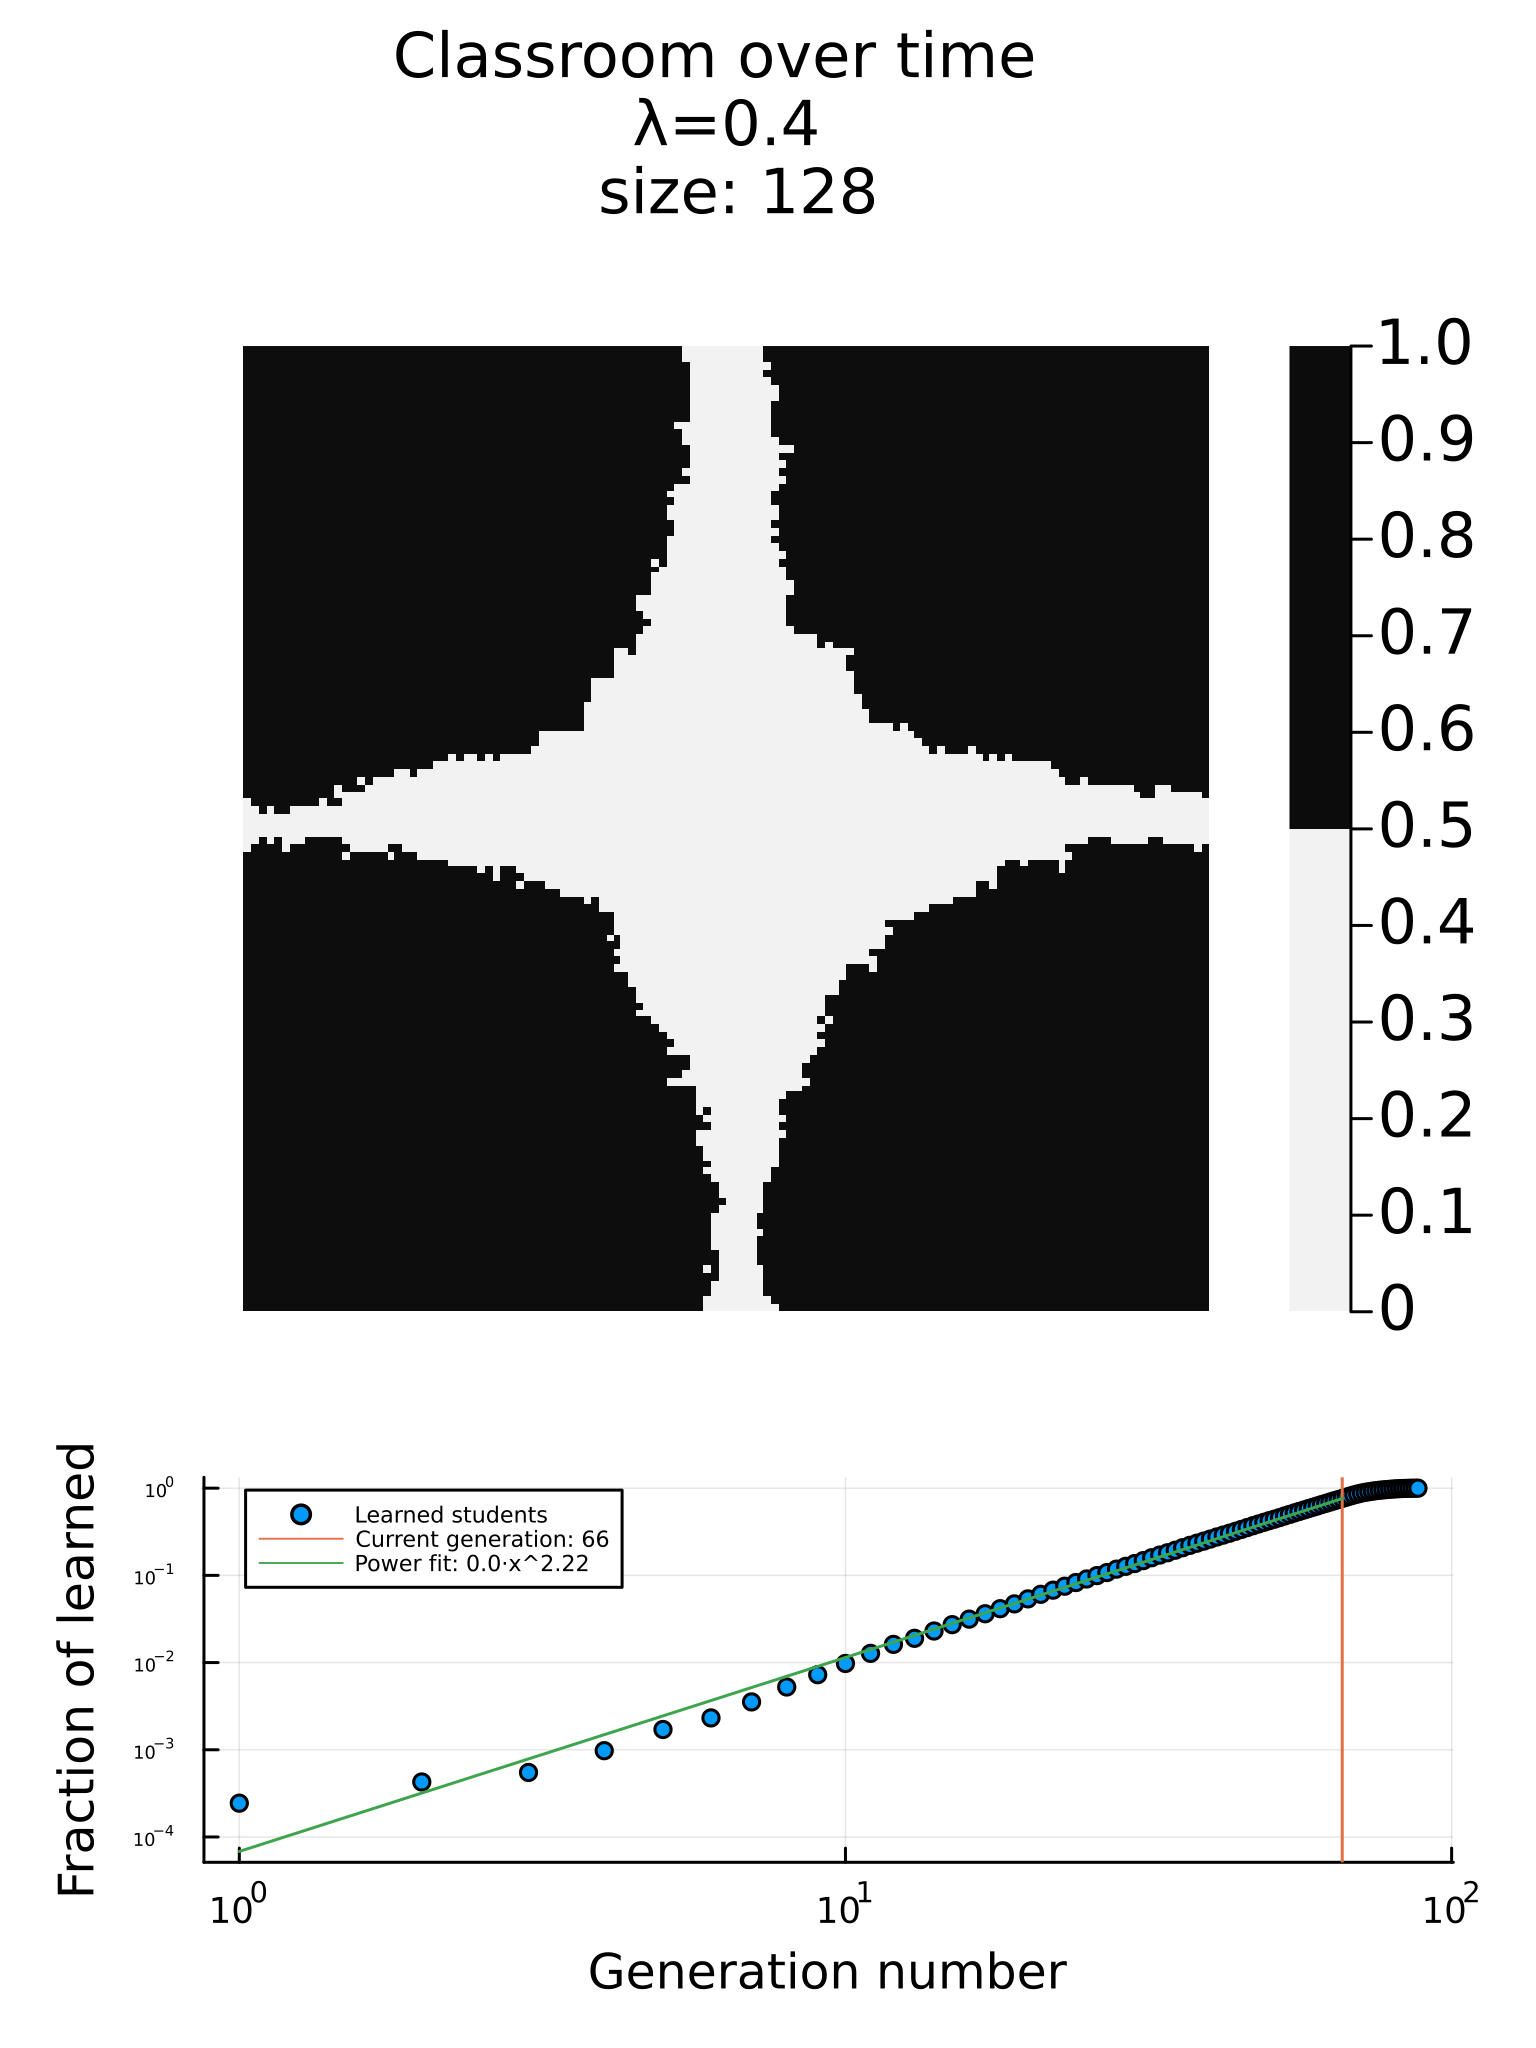 Classroom over time
λ=0.4
size: 128
1.0
0.9
0.8
0.7
0.6
0.5
0.4
0.3
0.2
0.1
0
Fraction of learned
10^0
10^-1
10^-2
10^-3
10^-4
Learned students
Current generation: 66
Power fit: 0.0·x^2.22
10^0 10^1 10^2
Generation number